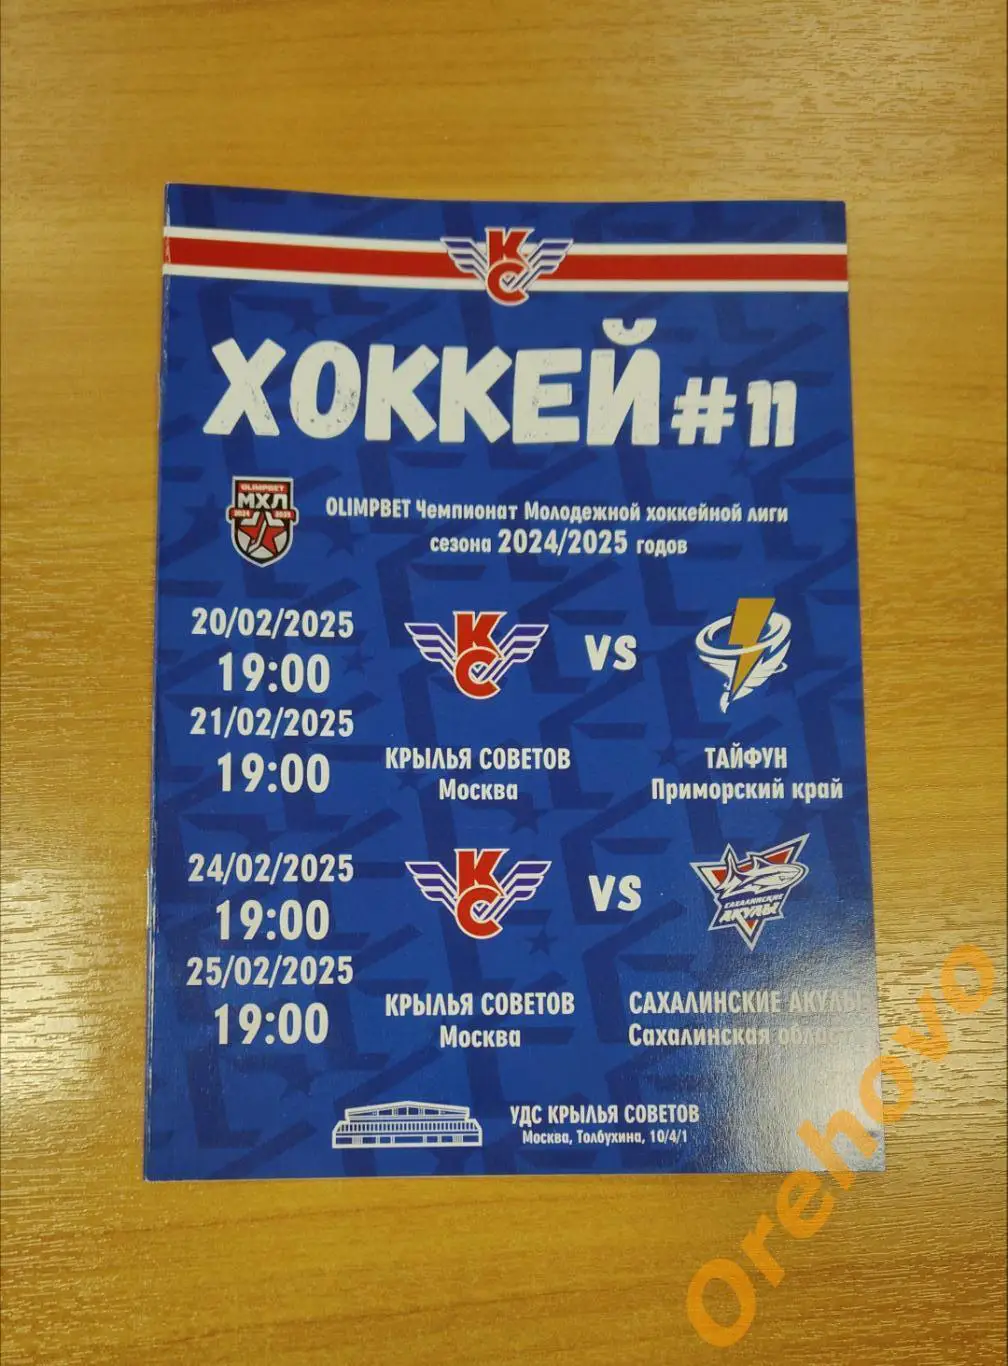 КС
ХОККЕЙ #11
OLIMPBET
МХЛ
2024 2025
OLIMPBET Чемпионат Молодежной хоккейной лиги
сезона 2024/2025 годов
20/02/2025
19:00
21/02/2025
19:00
КС
VS
КРЫЛЬЯ СОВЕТОВ
Москва
ТАЙФУН
Приморский край
24/02/2025
19:00
25/02/2025
19:00
КС
VS
САХАЛИНСКИЕ
АКУЛЫ
КРЫЛЬЯ СОВЕТОВ
Москва
САХАЛИНСКИЕ АКУЛЫ
Сахалинская область
УДС КРЫЛЬЯ СОВЕТОВ
Москва, Толбухина, 10/4/1
Orehovo